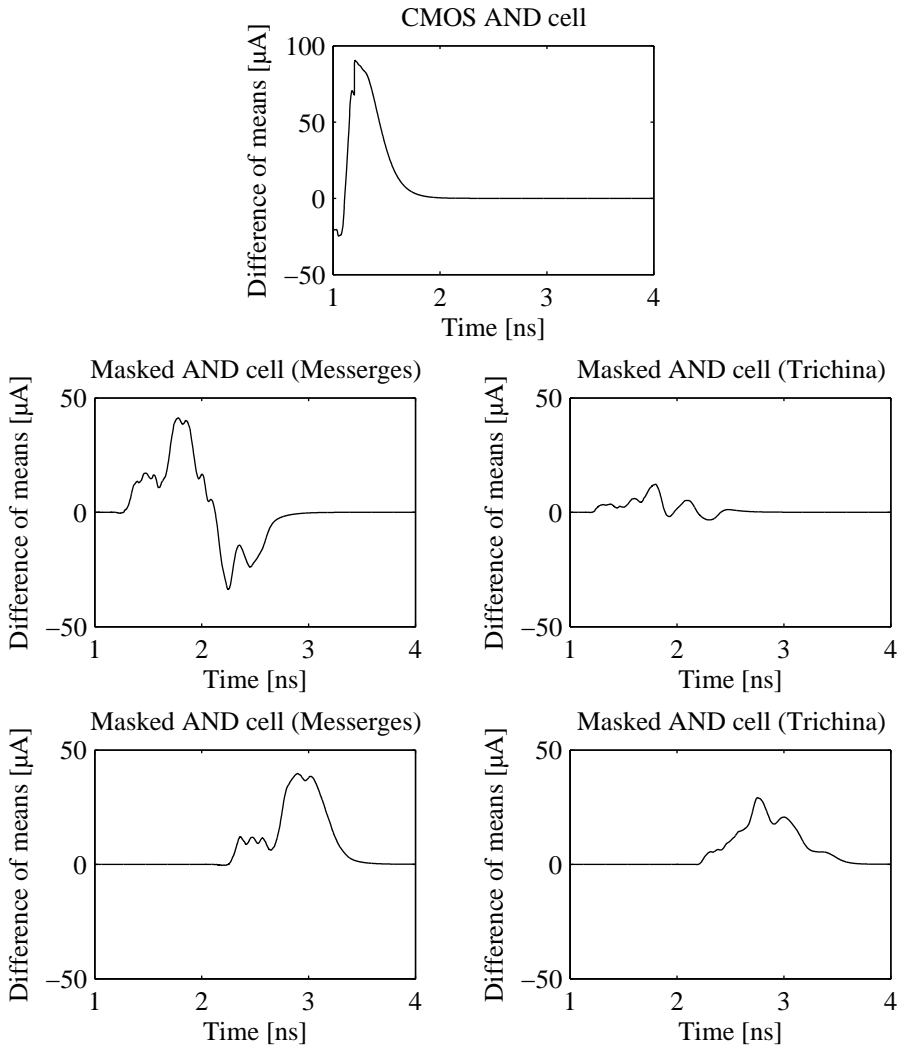 CMOS AND cell
Difference of means [µA]
100
50
0
−50
1 2 3 4
Time [ns]
Masked AND cell (Messerges)
Difference of means [µA]
50
0
−50
1 2 3 4
Time [ns]
Masked AND cell (Trichina)
Difference of means [µA]
50
0
−50
1 2 3 4
Time [ns]
Masked AND cell (Messerges)
Difference of means [µA]
50
0
−50
1 2 3 4
Time [ns]
Masked AND cell (Trichina)
Difference of means [µA]
50
0
−50
1 2 3 4
Time [ns]